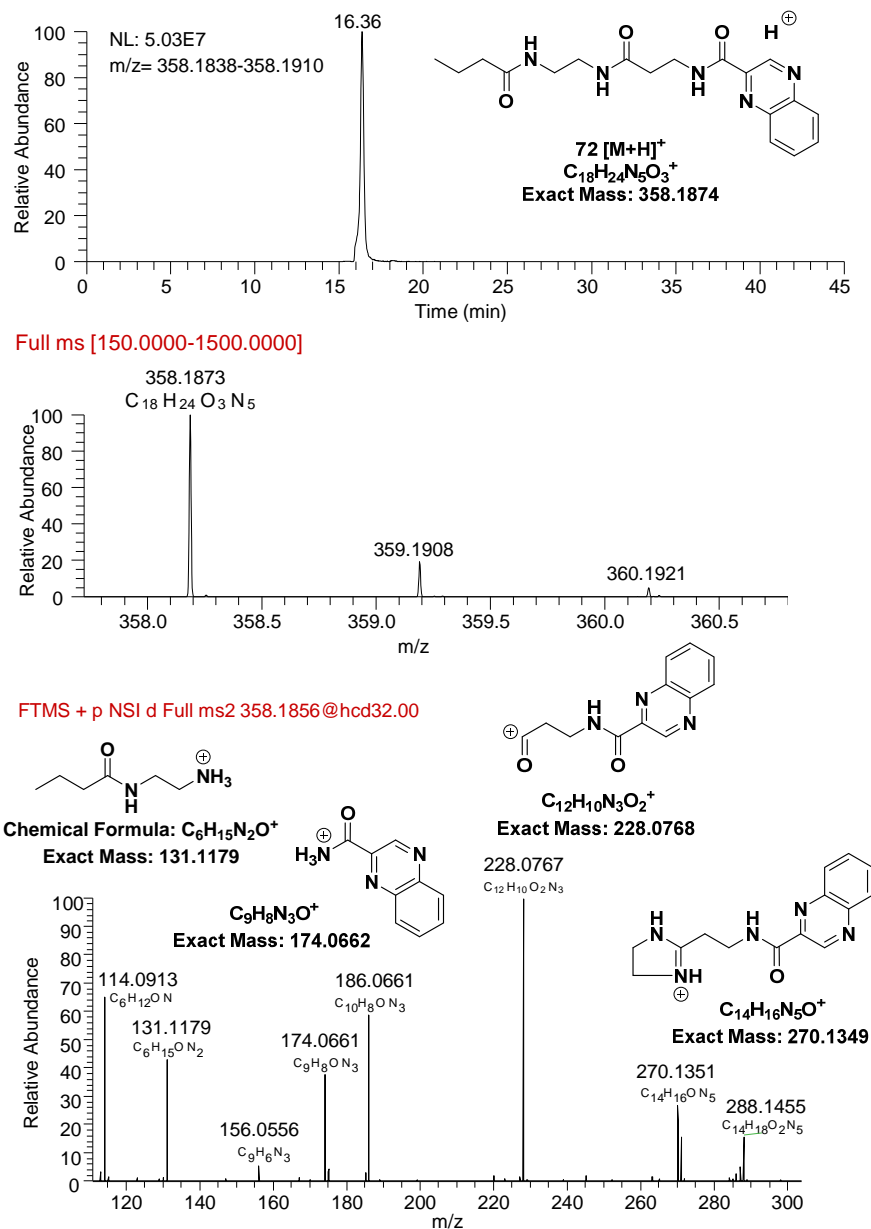 16.36
NL: 5.03E7
m/z= 358.1838-358.1910
Relative Abundance
100
80
60
40
20
0
0 5 10 15 20 25 30 35 40 45
Time (min)
H N O O H⊕
O N H N H N
N
72 [M+H]⁺
C₁₈H₂₄N₅O₃⁺
Exact Mass: 358.1874
Full ms [150.0000-1500.0000]
358.1873
C₁₈H₂₄O₃N₅
Relative Abundance
100
80
60
40
20
0
359.1908
360.1921
358.0 358.5 359.0 359.5 360.0 360.5
m/z
FTMS + p NSI d Full ms2 358.1856@hcd32.00
O
N H ⊕ NH₃
Chemical Formula: C₆H₁₅N₂O⁺
Exact Mass: 131.1179
O
⊕ H₃N N
N
C₉H₈N₃O⁺
Exact Mass: 174.0662
⊕ H N N
O O N
C₁₂H₁₀N₃O₂⁺
Exact Mass: 228.0768
H N H N N
NH ⊕ O N
C₁₄H₁₆N₅O⁺
Exact Mass: 270.1349
Relative Abundance
100
90
80
70
60
50
40
30
20
10
0
114.0913
C₆H₁₂O N
131.1179
C₆H₁₅O N₂
156.0556
C₉H₆N₃
174.0661
C₉H₈O N₃
186.0661
C₁₀H₈O N₃
228.0767
C₁₂H₁₀O₂N₃
270.1351
C₁₄H₁₆O N₅
288.1455
C₁₄H₁₈O₂N₅
120 140 160 180 200 220 240 260 280 300
m/z